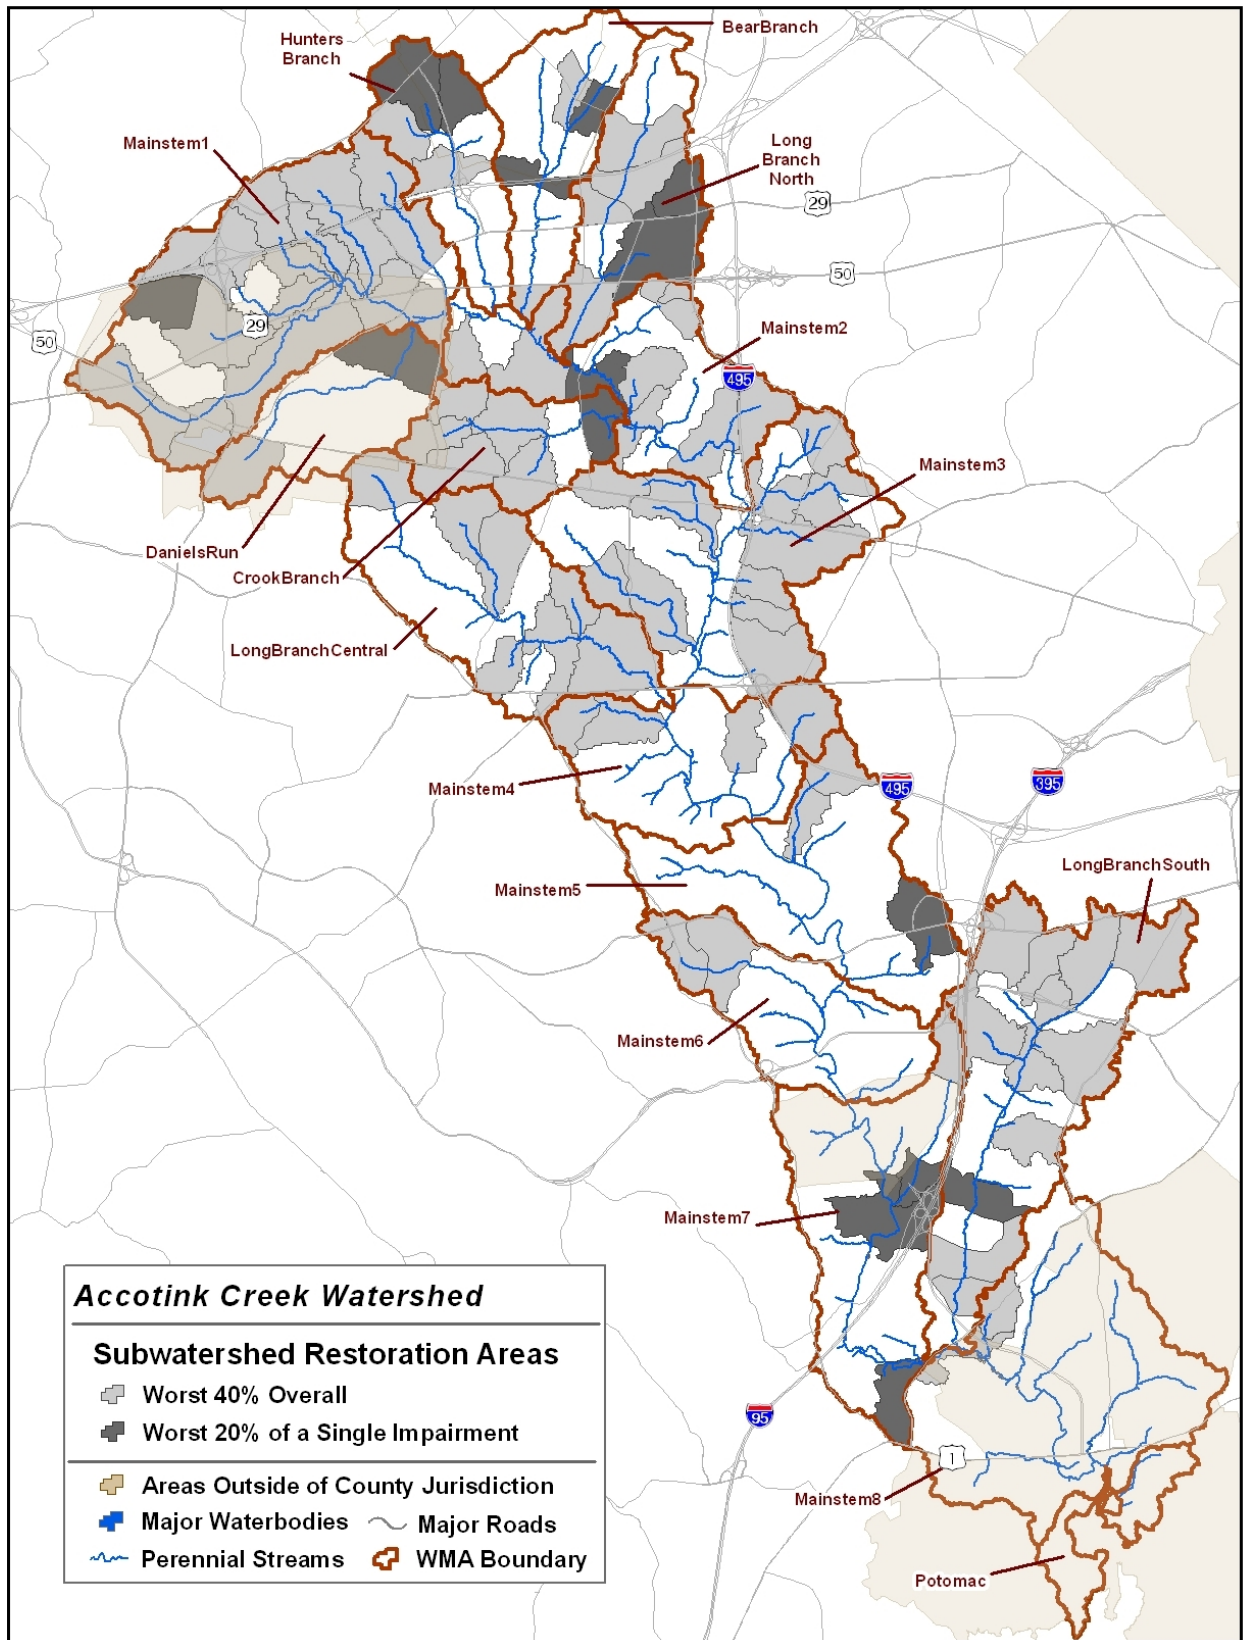 BearBranch
Hunters
Branch
Mainstem1
Long
Branch
North
29
50
29
50
Mainstem2
495
Mainstem3
DanielsRun
CrookBranch
LongBranchCentral
Mainstem4
495
395
LongBranchSouth
Mainstem5
Mainstem6
Mainstem7
95
1
Mainstem8
Potomac
Accotink Creek Watershed
Subwatershed Restoration Areas
Worst 40% Overall
Worst 20% of a Single Impairment
Areas Outside of County Jurisdiction
Major Waterbodies
Major Roads
Perennial Streams
WMA Boundary